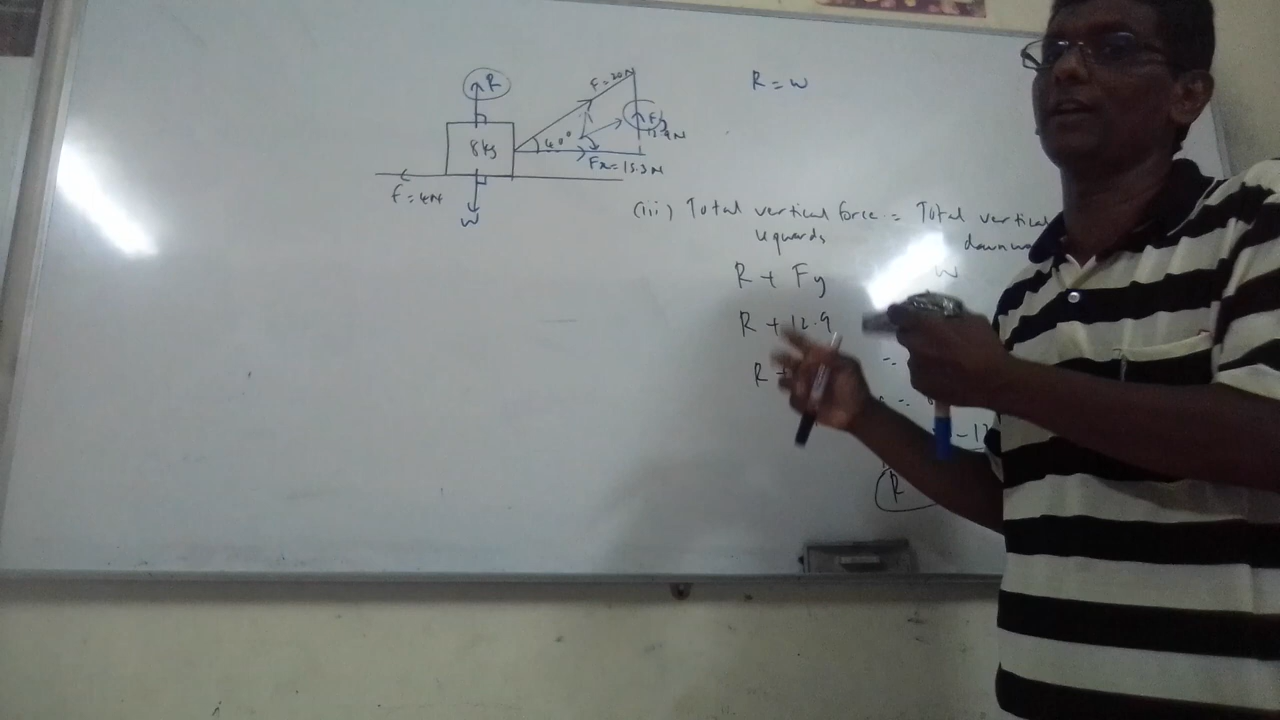 R
F = 20N
R = W
8kg
40°
Fy
12.9N
Fx = 15.3N
f = 4N
W
(iii) Total vertical force = Total vertical
upwards
R + Fy
W
R + 12.9
=
R +
=
R